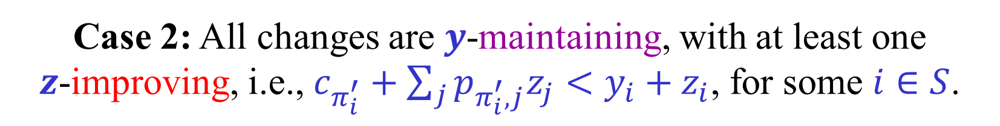 Case 2: All changes are y-maintaining, with at least one
z-improving, i.e., c_{π′_i} + ∑_j p_{π′_i,j} z_j < y_i + z_i, for some i ∈ S.